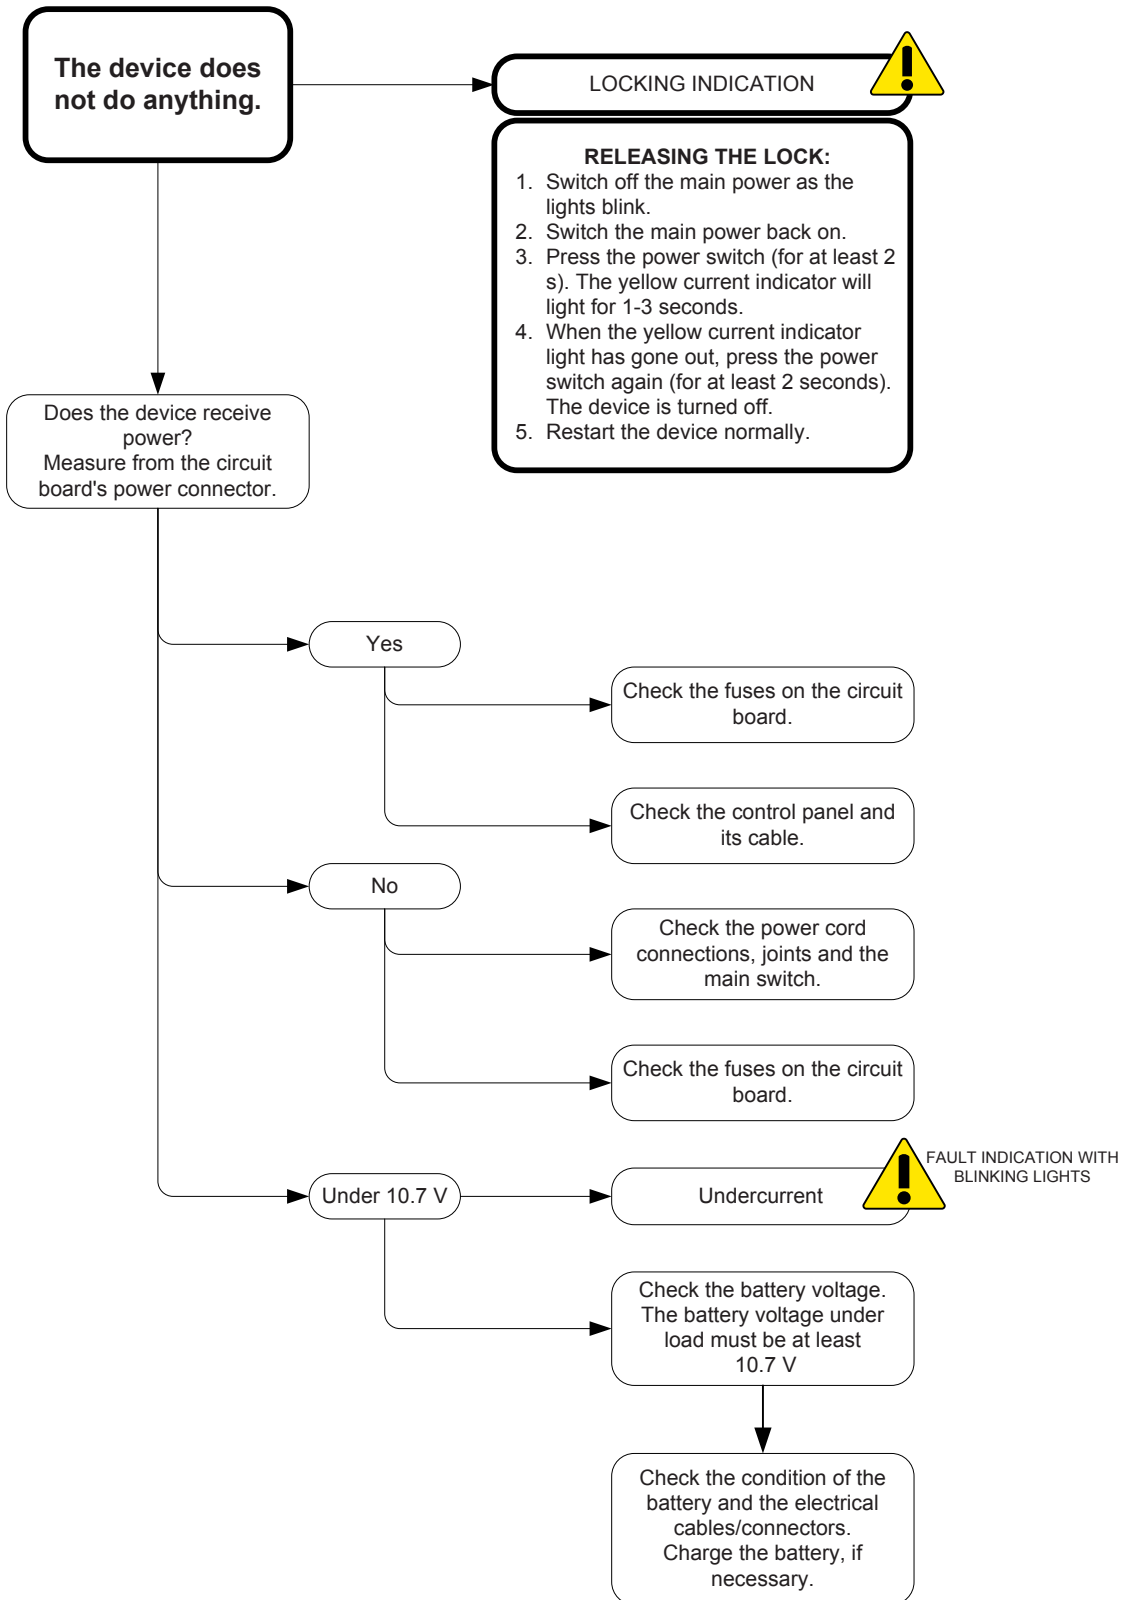 The device does
not do anything.
LOCKING INDICATION
RELEASING THE LOCK:
1. Switch off the main power as the
lights blink.
2. Switch the main power back on.
3. Press the power switch (for at least 2
s). The yellow current indicator will
light for 1-3 seconds.
4. When the yellow current indicator
light has gone out, press the power
switch again (for at least 2 seconds).
The device is turned off.
5. Restart the device normally.
Does the device receive
power?
Measure from the circuit
board's power connector.
Yes
Check the fuses on the circuit
board.
Check the control panel and
its cable.
No
Check the power cord
connections, joints and the
main switch.
Check the fuses on the circuit
board.
Under 10.7 V
Undercurrent
FAULT INDICATION WITH
BLINKING LIGHTS
Check the battery voltage.
The battery voltage under
load must be at least
10.7 V
Check the condition of the
battery and the electrical
cables/connectors.
Charge the battery, if
necessary.